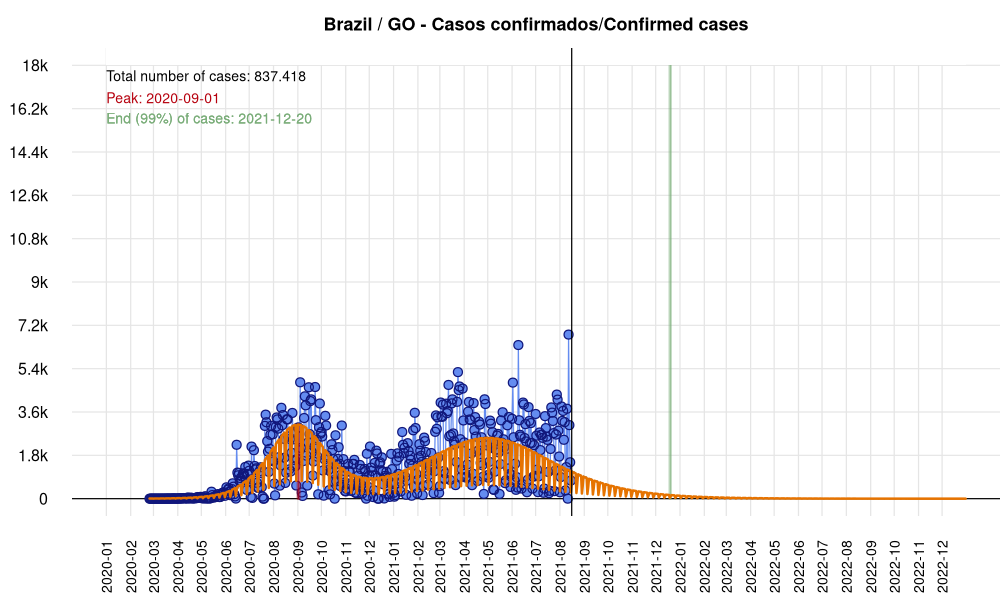 Brazil / GO - Casos confirmados/Confirmed cases
18k
Total number of cases: 837.418
Peak: 2020-09-01
16.2k
End (99%) of cases: 2021-12-20
14.4k
12.6k
10.8k
9k
7.2k
5.4k
3.6k
1.8k
0
2020-01
2020-02
2020-03
2020-04
2020-05
2020-06
2020-07
2020-08
2020-09
2020-10
2020-11
2020-12
2021-01
2021-02
2021-03
2021-04
2021-05
2021-06
2021-07
2021-08
2021-09
2021-10
2021-11
2021-12
2022-01
2022-02
2022-03
2022-04
2022-05
2022-06
2022-07
2022-08
2022-09
2022-10
2022-11
2022-12